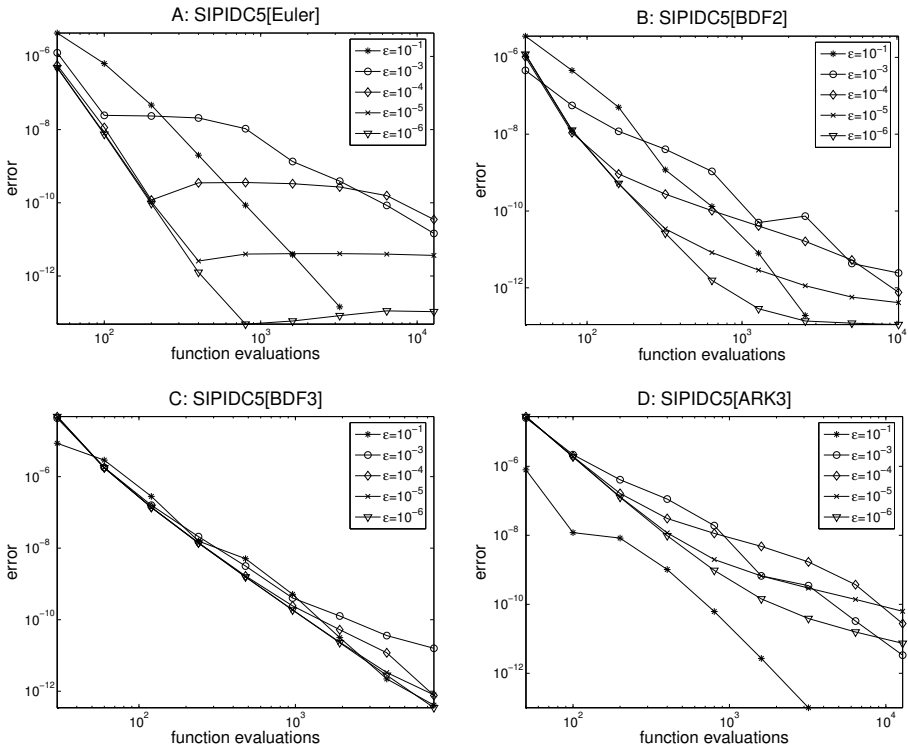 A: SIPIDC5[Euler]
10⁻⁶
10⁻⁸
10⁻¹⁰
10⁻¹²
error
10²
10³
10⁴
function evaluations
ε=10⁻¹
ε=10⁻³
ε=10⁻⁴
ε=10⁻⁵
ε=10⁻⁶
B: SIPIDC5[BDF2]
10⁻⁶
10⁻⁸
10⁻¹⁰
10⁻¹²
error
10²
10³
10⁴
function evaluations
ε=10⁻¹
ε=10⁻³
ε=10⁻⁴
ε=10⁻⁵
ε=10⁻⁶
C: SIPIDC5[BDF3]
10⁻⁶
10⁻⁸
10⁻¹⁰
10⁻¹²
error
10²
10³
function evaluations
ε=10⁻¹
ε=10⁻³
ε=10⁻⁴
ε=10⁻⁵
ε=10⁻⁶
D: SIPIDC5[ARK3]
10⁻⁶
10⁻⁸
10⁻¹⁰
10⁻¹²
error
10²
10³
10⁴
function evaluations
ε=10⁻¹
ε=10⁻³
ε=10⁻⁴
ε=10⁻⁵
ε=10⁻⁶